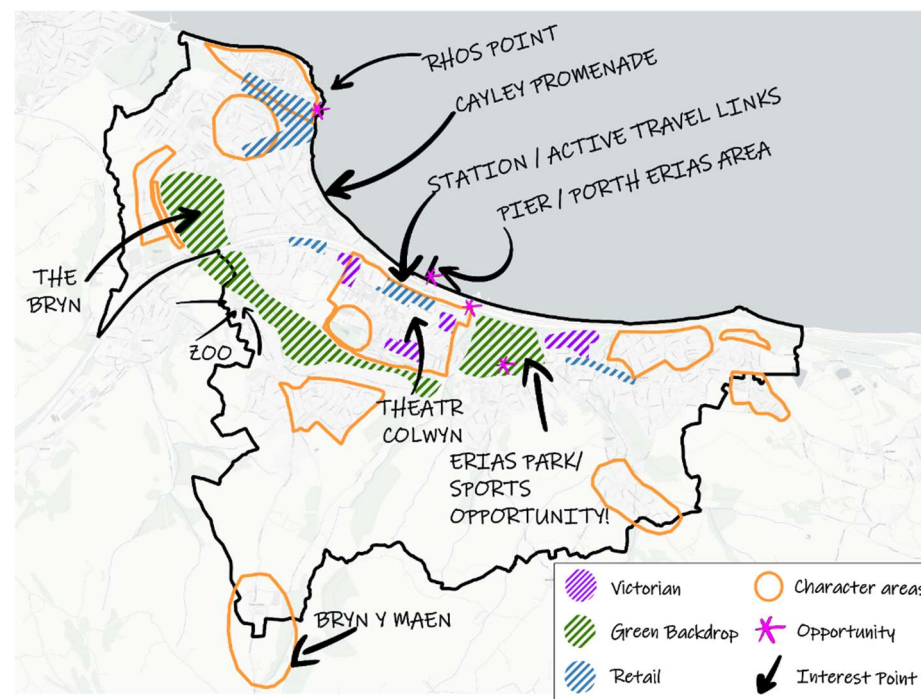 RHOS POINT
CAYLEY PROMENADE
STATION / ACTIVE TRAVEL LINKS
PIER / PORTH ERIAS AREA
THE
BRYN
ZOO
THEATR
COLWYN
ERIAS PARK/
SPORTS
OPPORTUNITY!
BRYN Y MAEN
Victorian
Character areas
Green Backdrop
Opportunity
Retail
Interest Point